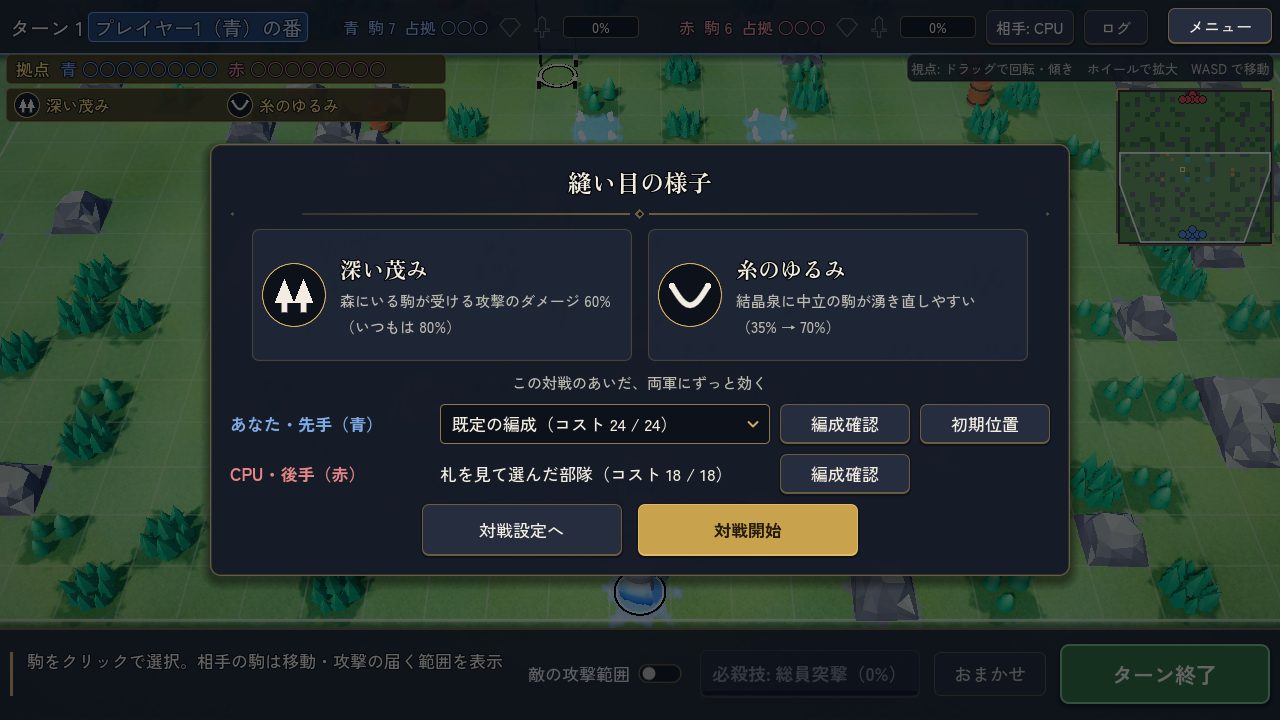 ターン 1 プレイヤー1（青）の番 青 駒 7 占拠 0% 赤 駒 6 占拠 0% 相手: CPU ログ メニュー
拠点 青 赤
視点: ドラッグで回転・傾き ホイールで拡大 WASD で移動
深い茂み 糸のゆるみ
縫い目の様子
深い茂み
森にいる駒が受ける攻撃のダメージ 60%
（いつもは 80%）
糸のゆるみ
結晶泉に中立の駒が湧き直しやすい
（35% → 70%）
この対戦のあいだ、両軍にずっと効く
あなた・先手（青） 既定の編成（コスト 24 / 24） 編成確認 初期位置
CPU・後手（赤） 札を見て選んだ部隊（コスト 18 / 18） 編成確認
対戦設定へ 対戦開始
駒をクリックで選択。相手の駒は移動・攻撃の届く範囲を表示
敵の攻撃範囲 必殺技: 総員突撃（0%） おまかせ ターン終了